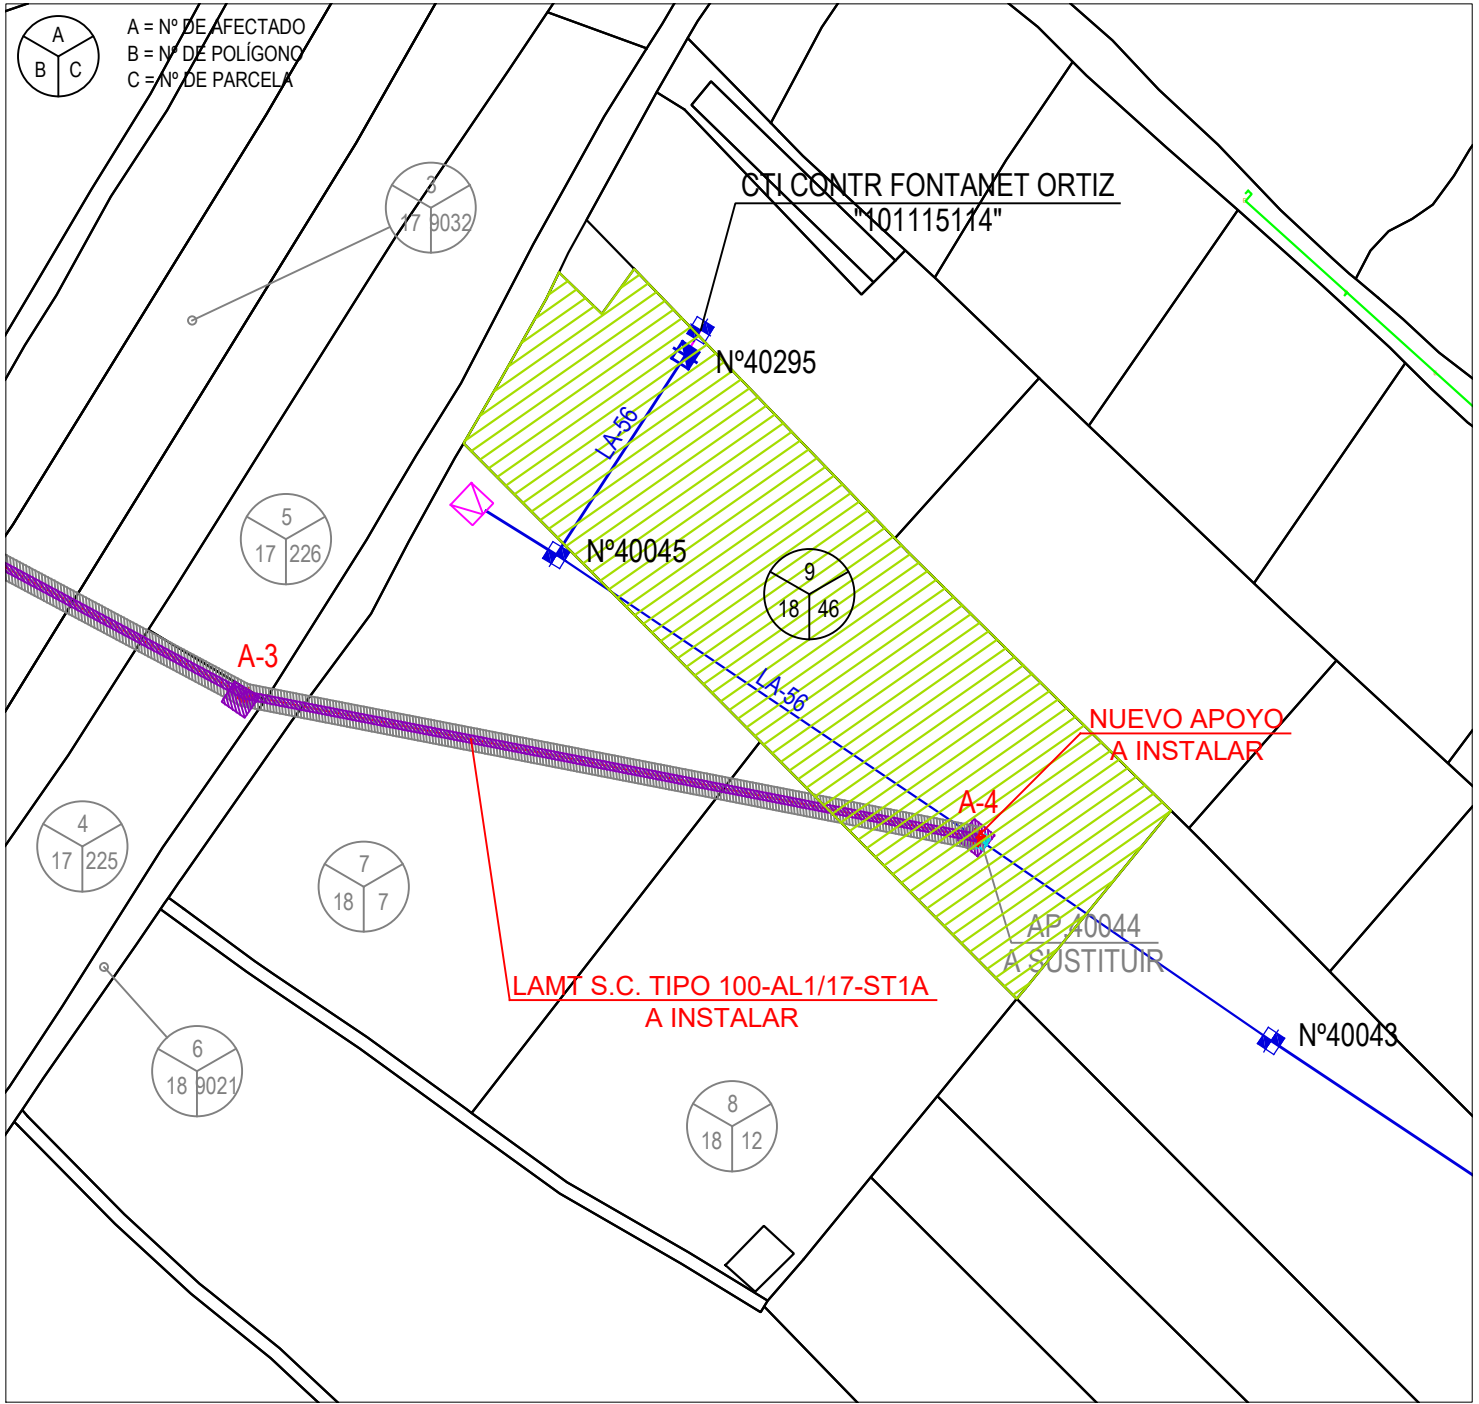 A
B C
A = Nº DE AFECTADO
B = Nº DE POLÍGONO
C = Nº DE PARCELA
3
17 9032
CTI CONTR FONTANET ORTIZ
"101115114"
Nº40295
LA-56
5
17 226
Nº40045
9
18 46
A-3
LA-56
NUEVO APOYO
A INSTALAR
A-4
4
17 225
7
18 7
AP.40044
A SUSTITUIR
LAMT S.C. TIPO 100-AL1/17-ST1A
A INSTALAR
6
18 9021
Nº40043
8
18 12